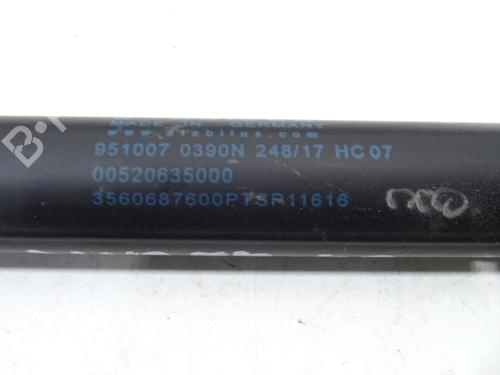 MADE IN GERMANY
www.stabilus.com
951007 0390N 248/17 HC 07
00520635000
3560687600PTSR11616
B